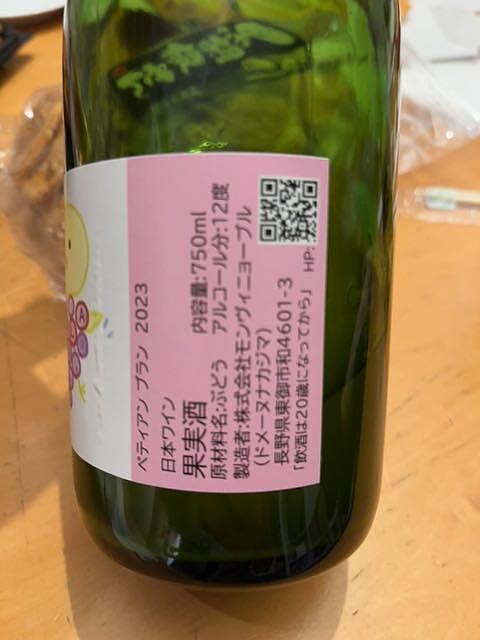 ペティアン ブラン 2023
日本ワイン
果実酒
内容量:750ml
原材料名:ぶどう アルコール分:12度
製造者:株式会社モンヴィニョーブル
(ドメーヌナカジマ)
長野県東御市和4601-3
「飲酒は20歳になってから」 HP: